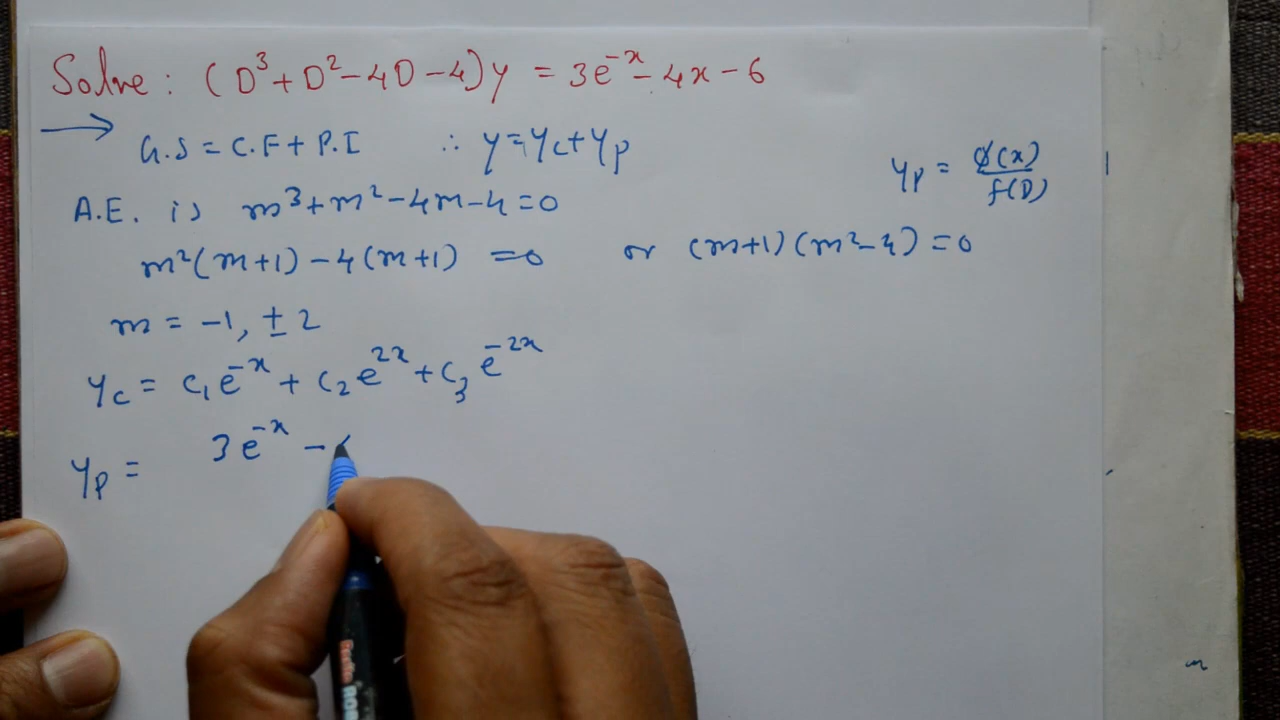 Solve : (D³+D²-4D-4)y = 3e⁻ˣ-4x-6
→ G.S = C.F + P.I ∴ y = yc + yp
yp = φ(x)/f(D)
A.E. is m³+m²-4m-4=0
m²(m+1)-4(m+1) =0 or (m+1)(m²-4)=0
m = -1, ±2
yc = c₁e⁻ˣ + c₂e²ˣ + c₃e⁻²ˣ
yp = 3e⁻ˣ -